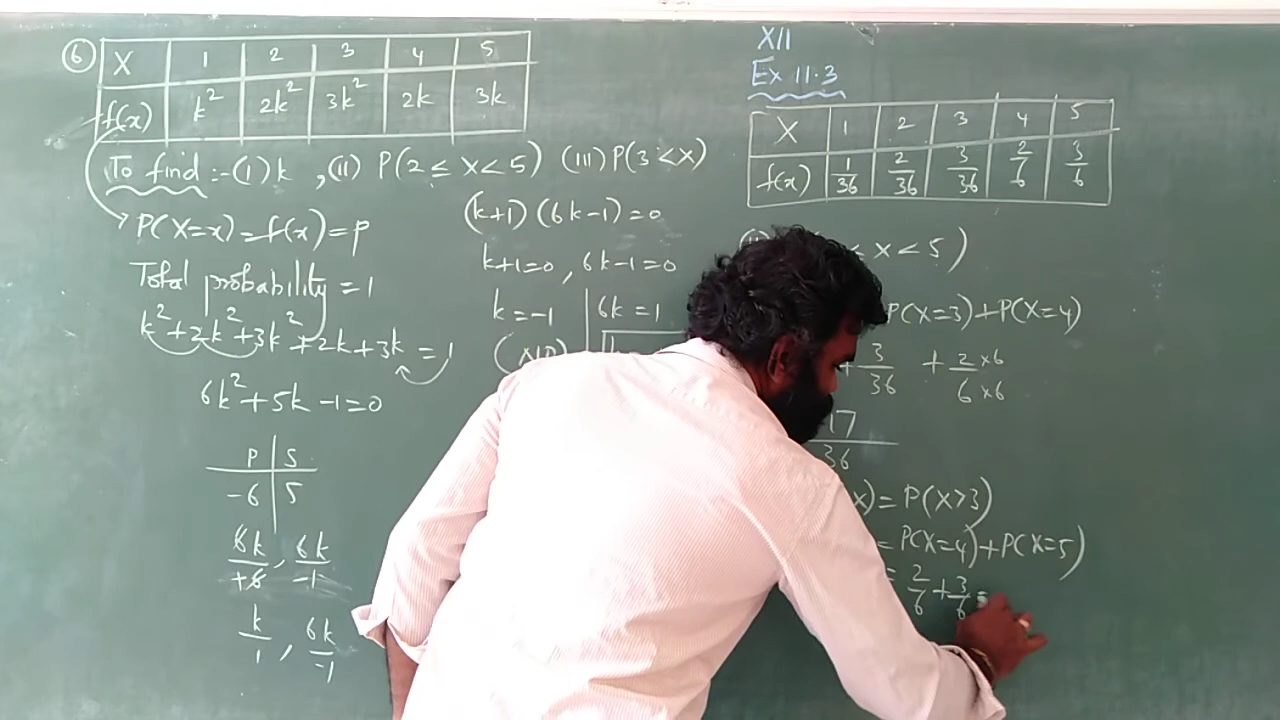 6
X 1 2 3 4 5
f(x) k² 2k² 3k² 2k 3k
To find :- (i) k , (ii) P(2 ≤ x < 5) (iii) P(3 < x)
P(X=x) = f(x) = p
Total probability = 1
k² + 2k² + 3k² + 2k + 3k = 1
6k² + 5k - 1 = 0
P S
-6 5
6k/+6 , 6k/-1
k/1 , 6k/-1
(k+1) (6k-1) = 0
k+1=0 , 6k-1=0
k = -1 6k = 1
XII
Ex 11.3
X 1 2 3 4 5
f(x) 1/36 2/36 3/36 2/6 3/6
x < 5)
P(X=3) + P(X=4)
+ 3/36 + 2/6 ×6 ×6
17
36
x) = P(X>3)
= P(X=4) + P(X=5)
= 2/6 + 3/6 =